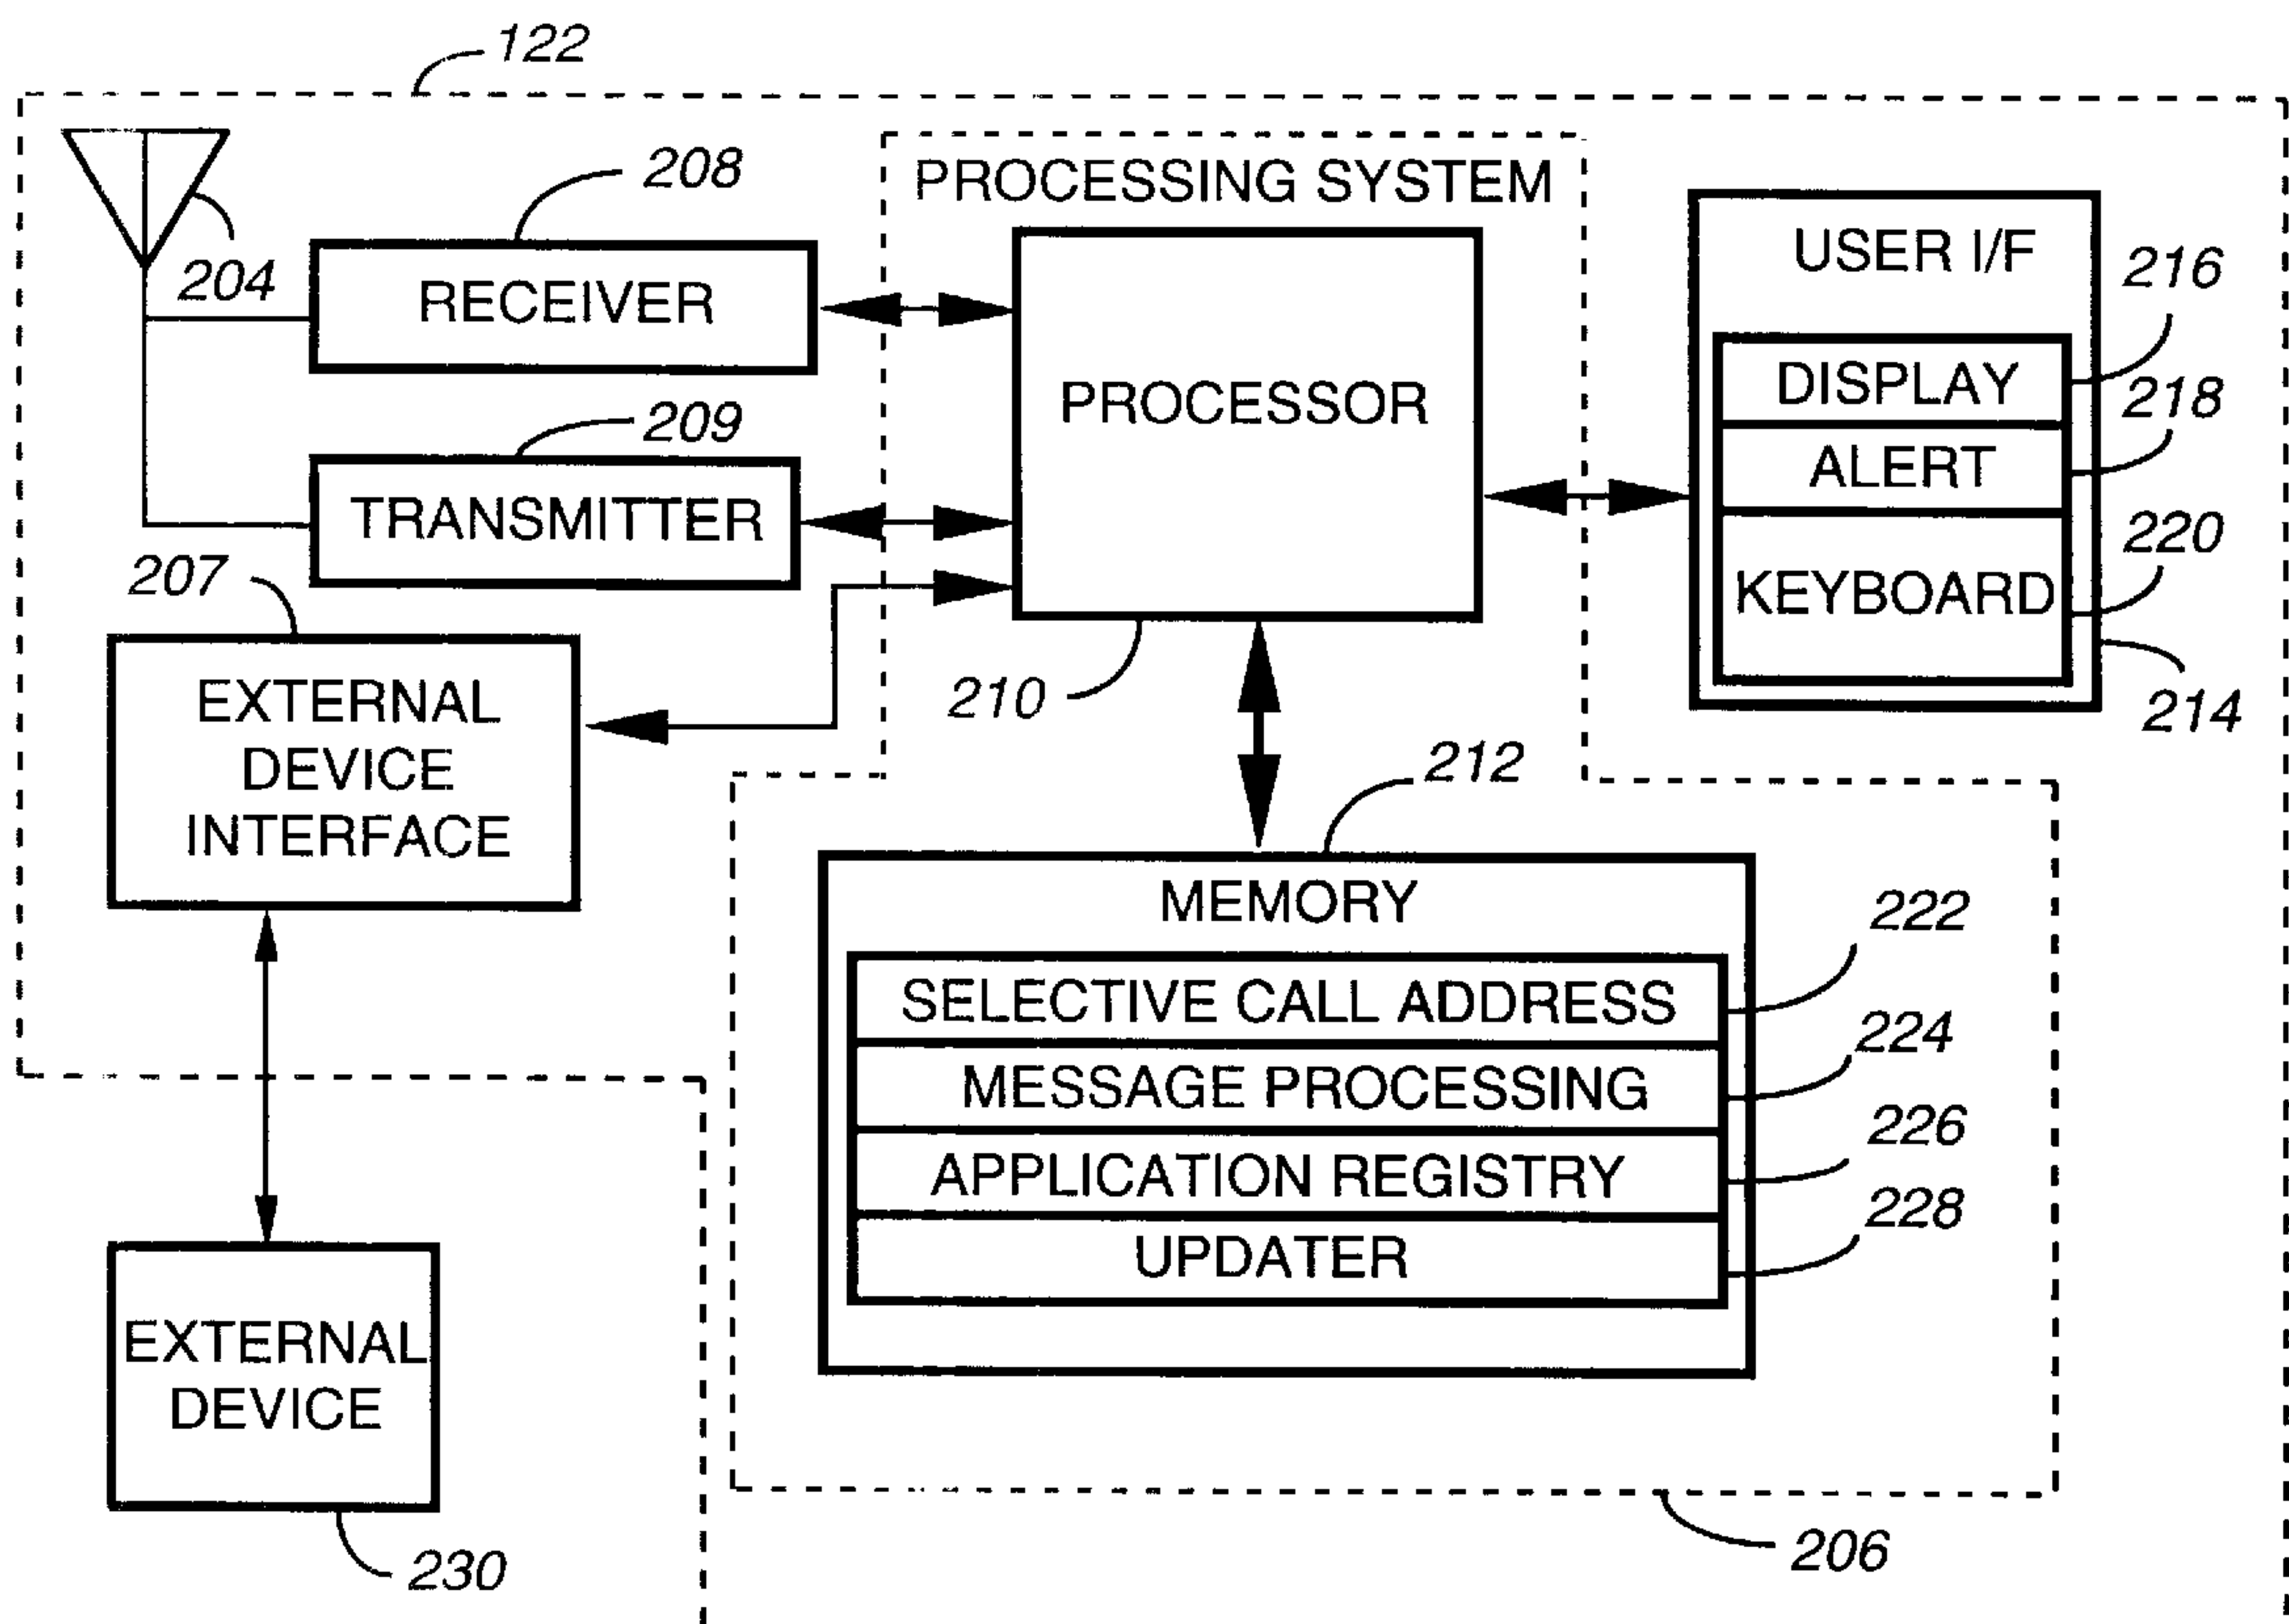 122
208
PROCESSING SYSTEM
204
RECEIVER
USER I/F
216
DISPLAY
218
ALERT
220
KEYBOARD
214
PROCESSOR
209
TRANSMITTER
207
EXTERNAL
DEVICE
INTERFACE
210
212
MEMORY
222
SELECTIVE CALL ADDRESS
224
MESSAGE PROCESSING
226
APPLICATION REGISTRY
228
UPDATER
EXTERNAL
DEVICE
230
206